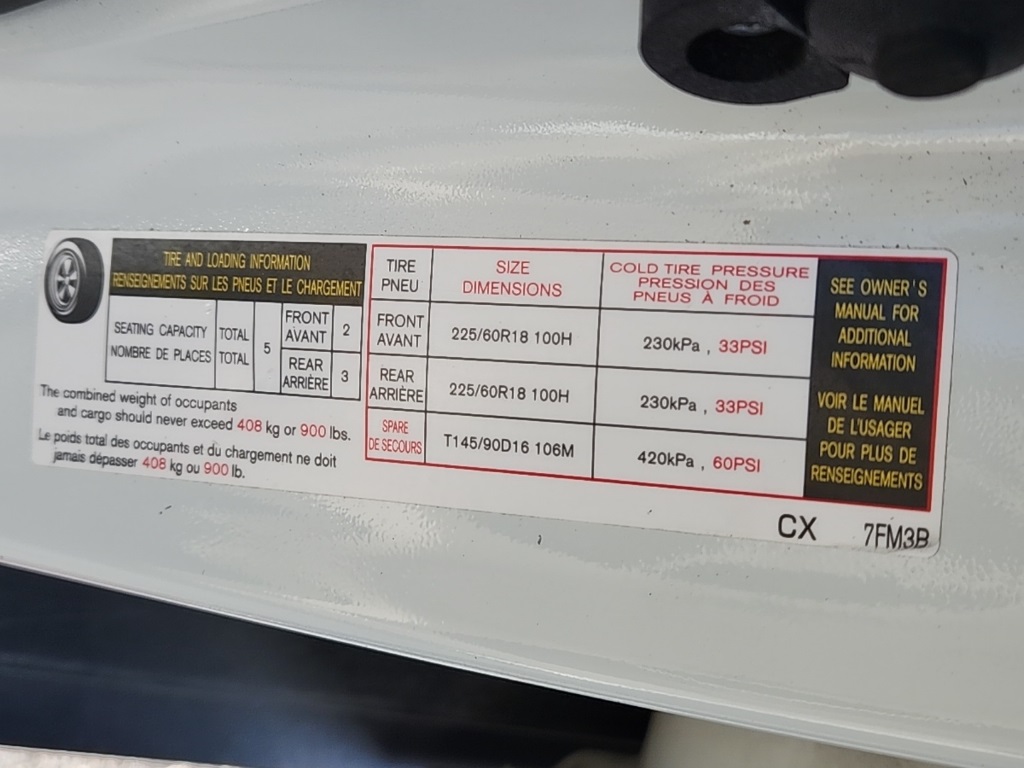 TIRE AND LOADING INFORMATION
RENSEIGNEMENTS SUR LES PNEUS ET LE CHARGEMENT
SEATING CAPACITY
NOMBRE DE PLACES
TOTAL
TOTAL
5
FRONT
AVANT
2
REAR
ARRIÈRE
3
The combined weight of occupants
and cargo should never exceed 408 kg or 900 lbs.
Le poids total des occupants et du chargement ne doit
jamais dépasser 408 kg ou 900 lb.
TIRE
PNEU
SIZE
DIMENSIONS
COLD TIRE PRESSURE
PRESSION DES
PNEUS À FROID
FRONT
AVANT
225/60R18 100H
230kPa , 33PSI
REAR
ARRIÈRE
225/60R18 100H
230kPa , 33PSI
SPARE
DE SECOURS
T145/90D16 106M
420kPa , 60PSI
SEE OWNER'S
MANUAL FOR
ADDITIONAL
INFORMATION
VOIR LE MANUEL
DE L'USAGER
POUR PLUS DE
RENSEIGNEMENTS
CX 7FM3B